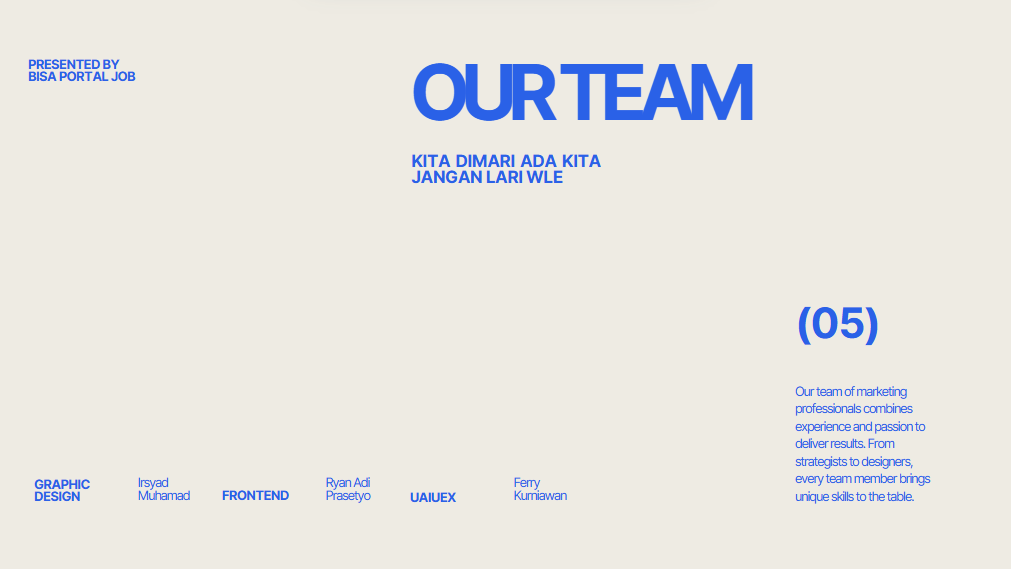 PRESENTED BY
BISA PORTAL JOB
OUR TEAM
KITA DIMARI ADA KITA
JANGAN LARI WLE
(05)
Our team of marketing
professionals combines
experience and passion to
deliver results. From
strategists to designers,
every team member brings
unique skills to the table.
GRAPHIC
DESIGN
Irsyad
Muhamad
FRONTEND
Ryan Adi
Prasetyo
UAIUEX
Ferry
Kurniawan